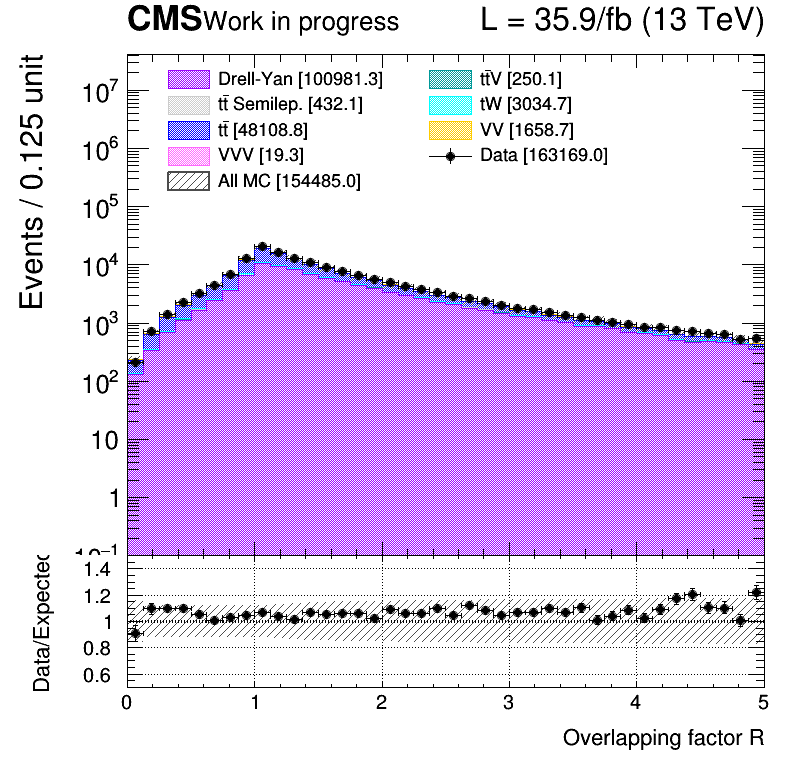 CMS Work in progress L = 35.9/fb (13 TeV)
Events / 0.125 unit
Drell-Yan [100981.3]
tt̄V [250.1]
tt̄ Semilep. [432.1]
tW [3034.7]
tt̄ [48108.8]
VV [1658.7]
VVV [19.3]
Data [163169.0]
All MC [154485.0]
10⁷
10⁶
10⁵
10⁴
10³
10²
10
1
10⁻¹
Data/Expected
1.4
1.2
1
0.8
0.6
0 1 2 3 4 5
Overlapping factor R